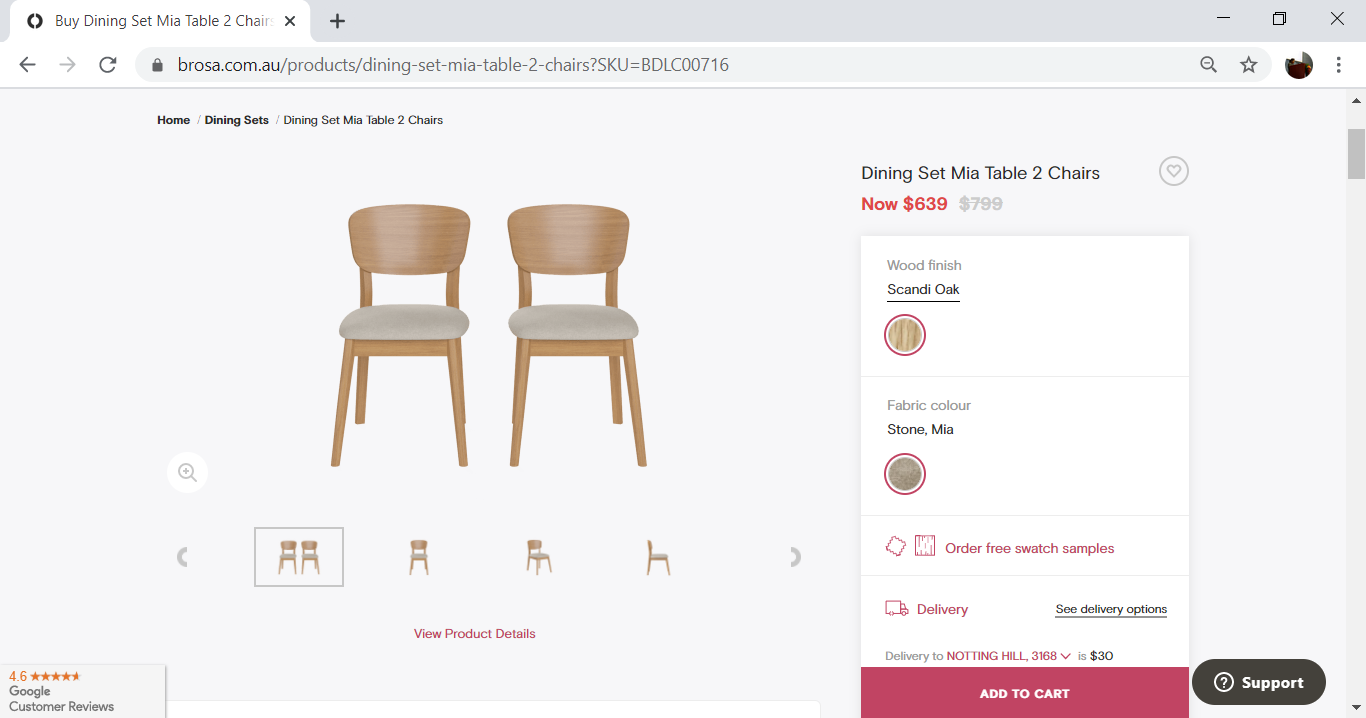 Buy Dining Set Mia Table 2 Chairs
brosa.com.au/products/dining-set-mia-table-2-chairs?SKU=BDLC00716
Home / Dining Sets / Dining Set Mia Table 2 Chairs
Dining Set Mia Table 2 Chairs
Now $639 $799
Wood finish
Scandi Oak
Fabric colour
Stone, Mia
Order free swatch samples
Delivery See delivery options
Delivery to NOTTING HILL, 3168 is $30
ADD TO CART
View Product Details
4.6
Google
Customer Reviews
Support